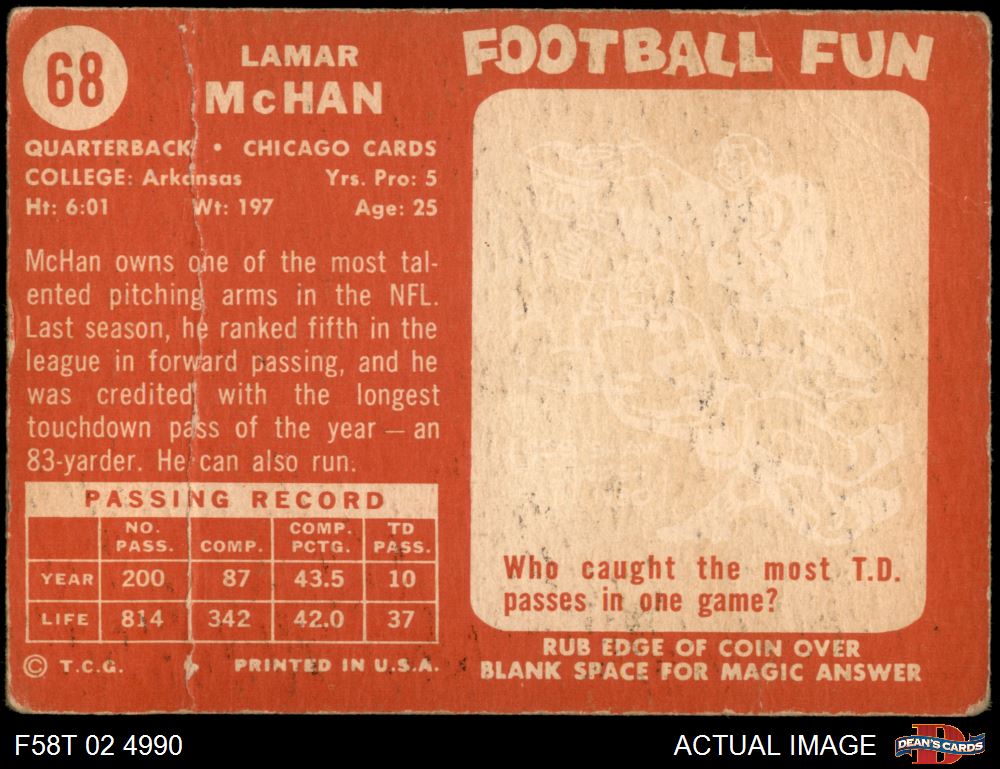 68
LAMAR
McHAN
QUARTERBACK • CHICAGO CARDS
COLLEGE: Arkansas Yrs. Pro: 5
Ht: 6:01 Wt: 197 Age: 25
McHan owns one of the most tal-
ented pitching arms in the NFL.
Last season, he ranked fifth in the
league in forward passing, and he
was credited with the longest
touchdown pass of the year — an
83-yarder. He can also run.
PASSING RECORD
NO. PASS. COMP. COMP. PCTG. TD PASS.
YEAR 200 87 43.5 10
LIFE 814 342 42.0 37
© T.C.G. PRINTED IN U.S.A.
FOOTBALL FUN
Who caught the most T.D.
passes in one game?
RUB EDGE OF COIN OVER
BLANK SPACE FOR MAGIC ANSWER
F58T 02 4990
ACTUAL IMAGE
DEAN'S CARDS